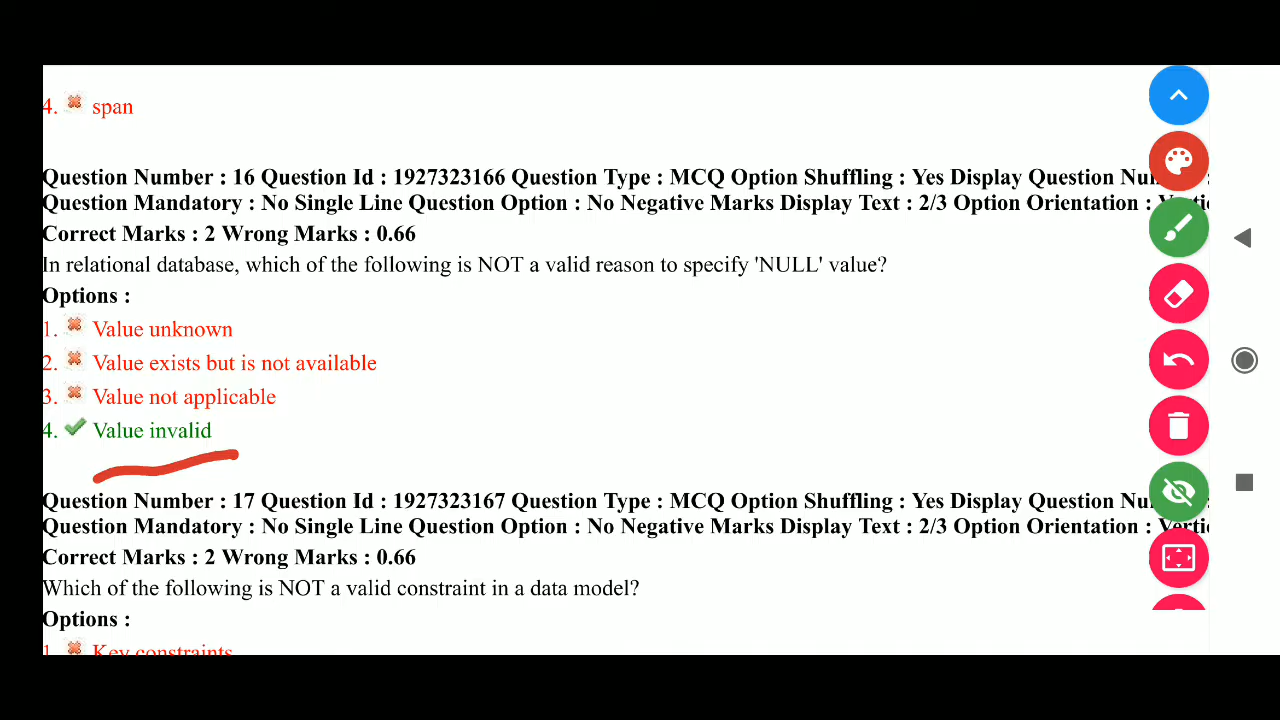 4. span
Question Number : 16 Question Id : 1927323166 Question Type : MCQ Option Shuffling : Yes Display Question
Question Mandatory : No Single Line Question Option : No Negative Marks Display Text : 2/3 Option Orientation :
Correct Marks : 2 Wrong Marks : 0.66
In relational database, which of the following is NOT a valid reason to specify 'NULL' value?
Options :
1. Value unknown
2. Value exists but is not available
3. Value not applicable
4. Value invalid
Question Number : 17 Question Id : 1927323167 Question Type : MCQ Option Shuffling : Yes Display Question
Question Mandatory : No Single Line Question Option : No Negative Marks Display Text : 2/3 Option Orientation :
Correct Marks : 2 Wrong Marks : 0.66
Which of the following is NOT a valid constraint in a data model?
Options :
1. Key constraints